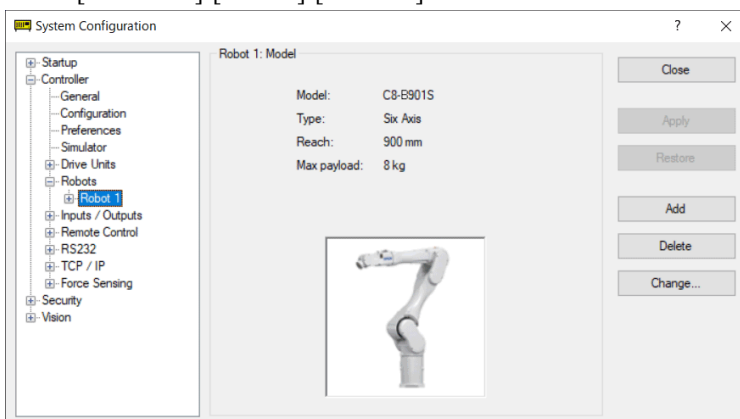 System Configuration
?
Startup
Controller
General
Configuration
Preferences
Simulator
Drive Units
Robots
Robot 1
Inputs / Outputs
Remote Control
RS232
TCP / IP
Force Sensing
Security
Vision
Robot 1: Model
Model: C8-B901S
Type: Six Axis
Reach: 900 mm
Max payload: 8 kg
Close
Apply
Restore
Add
Delete
Change...